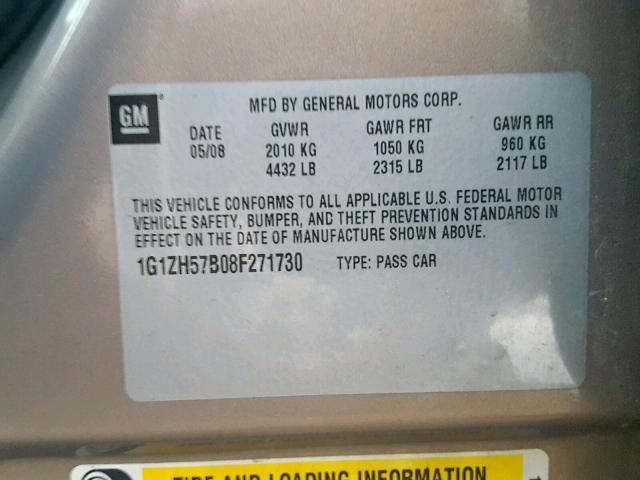 GM
MFD BY GENERAL MOTORS CORP.
DATE GVWR GAWR FRT GAWR RR
05/08 2010 KG 1050 KG 960 KG
4432 LB 2315 LB 2117 LB
THIS VEHICLE CONFORMS TO ALL APPLICABLE U.S. FEDERAL MOTOR
VEHICLE SAFETY, BUMPER, AND THEFT PREVENTION STANDARDS IN
EFFECT ON THE DATE OF MANUFACTURE SHOWN ABOVE.
1G1ZH57B08F271730 TYPE: PASS CAR
TIRE AND LOADING INFORMATION